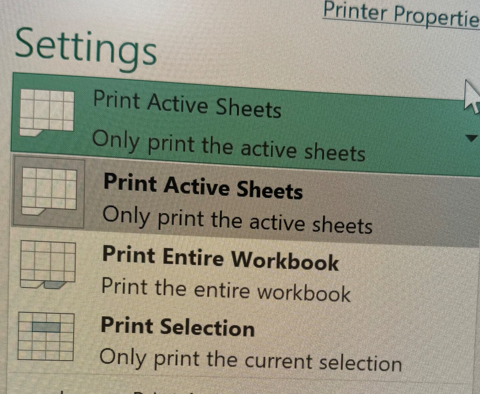 Printer Propertie
Settings
Print Active Sheets
Only print the active sheets
Print Active Sheets
Only print the active sheets
Print Entire Workbook
Print the entire workbook
Print Selection
Only print the current selection